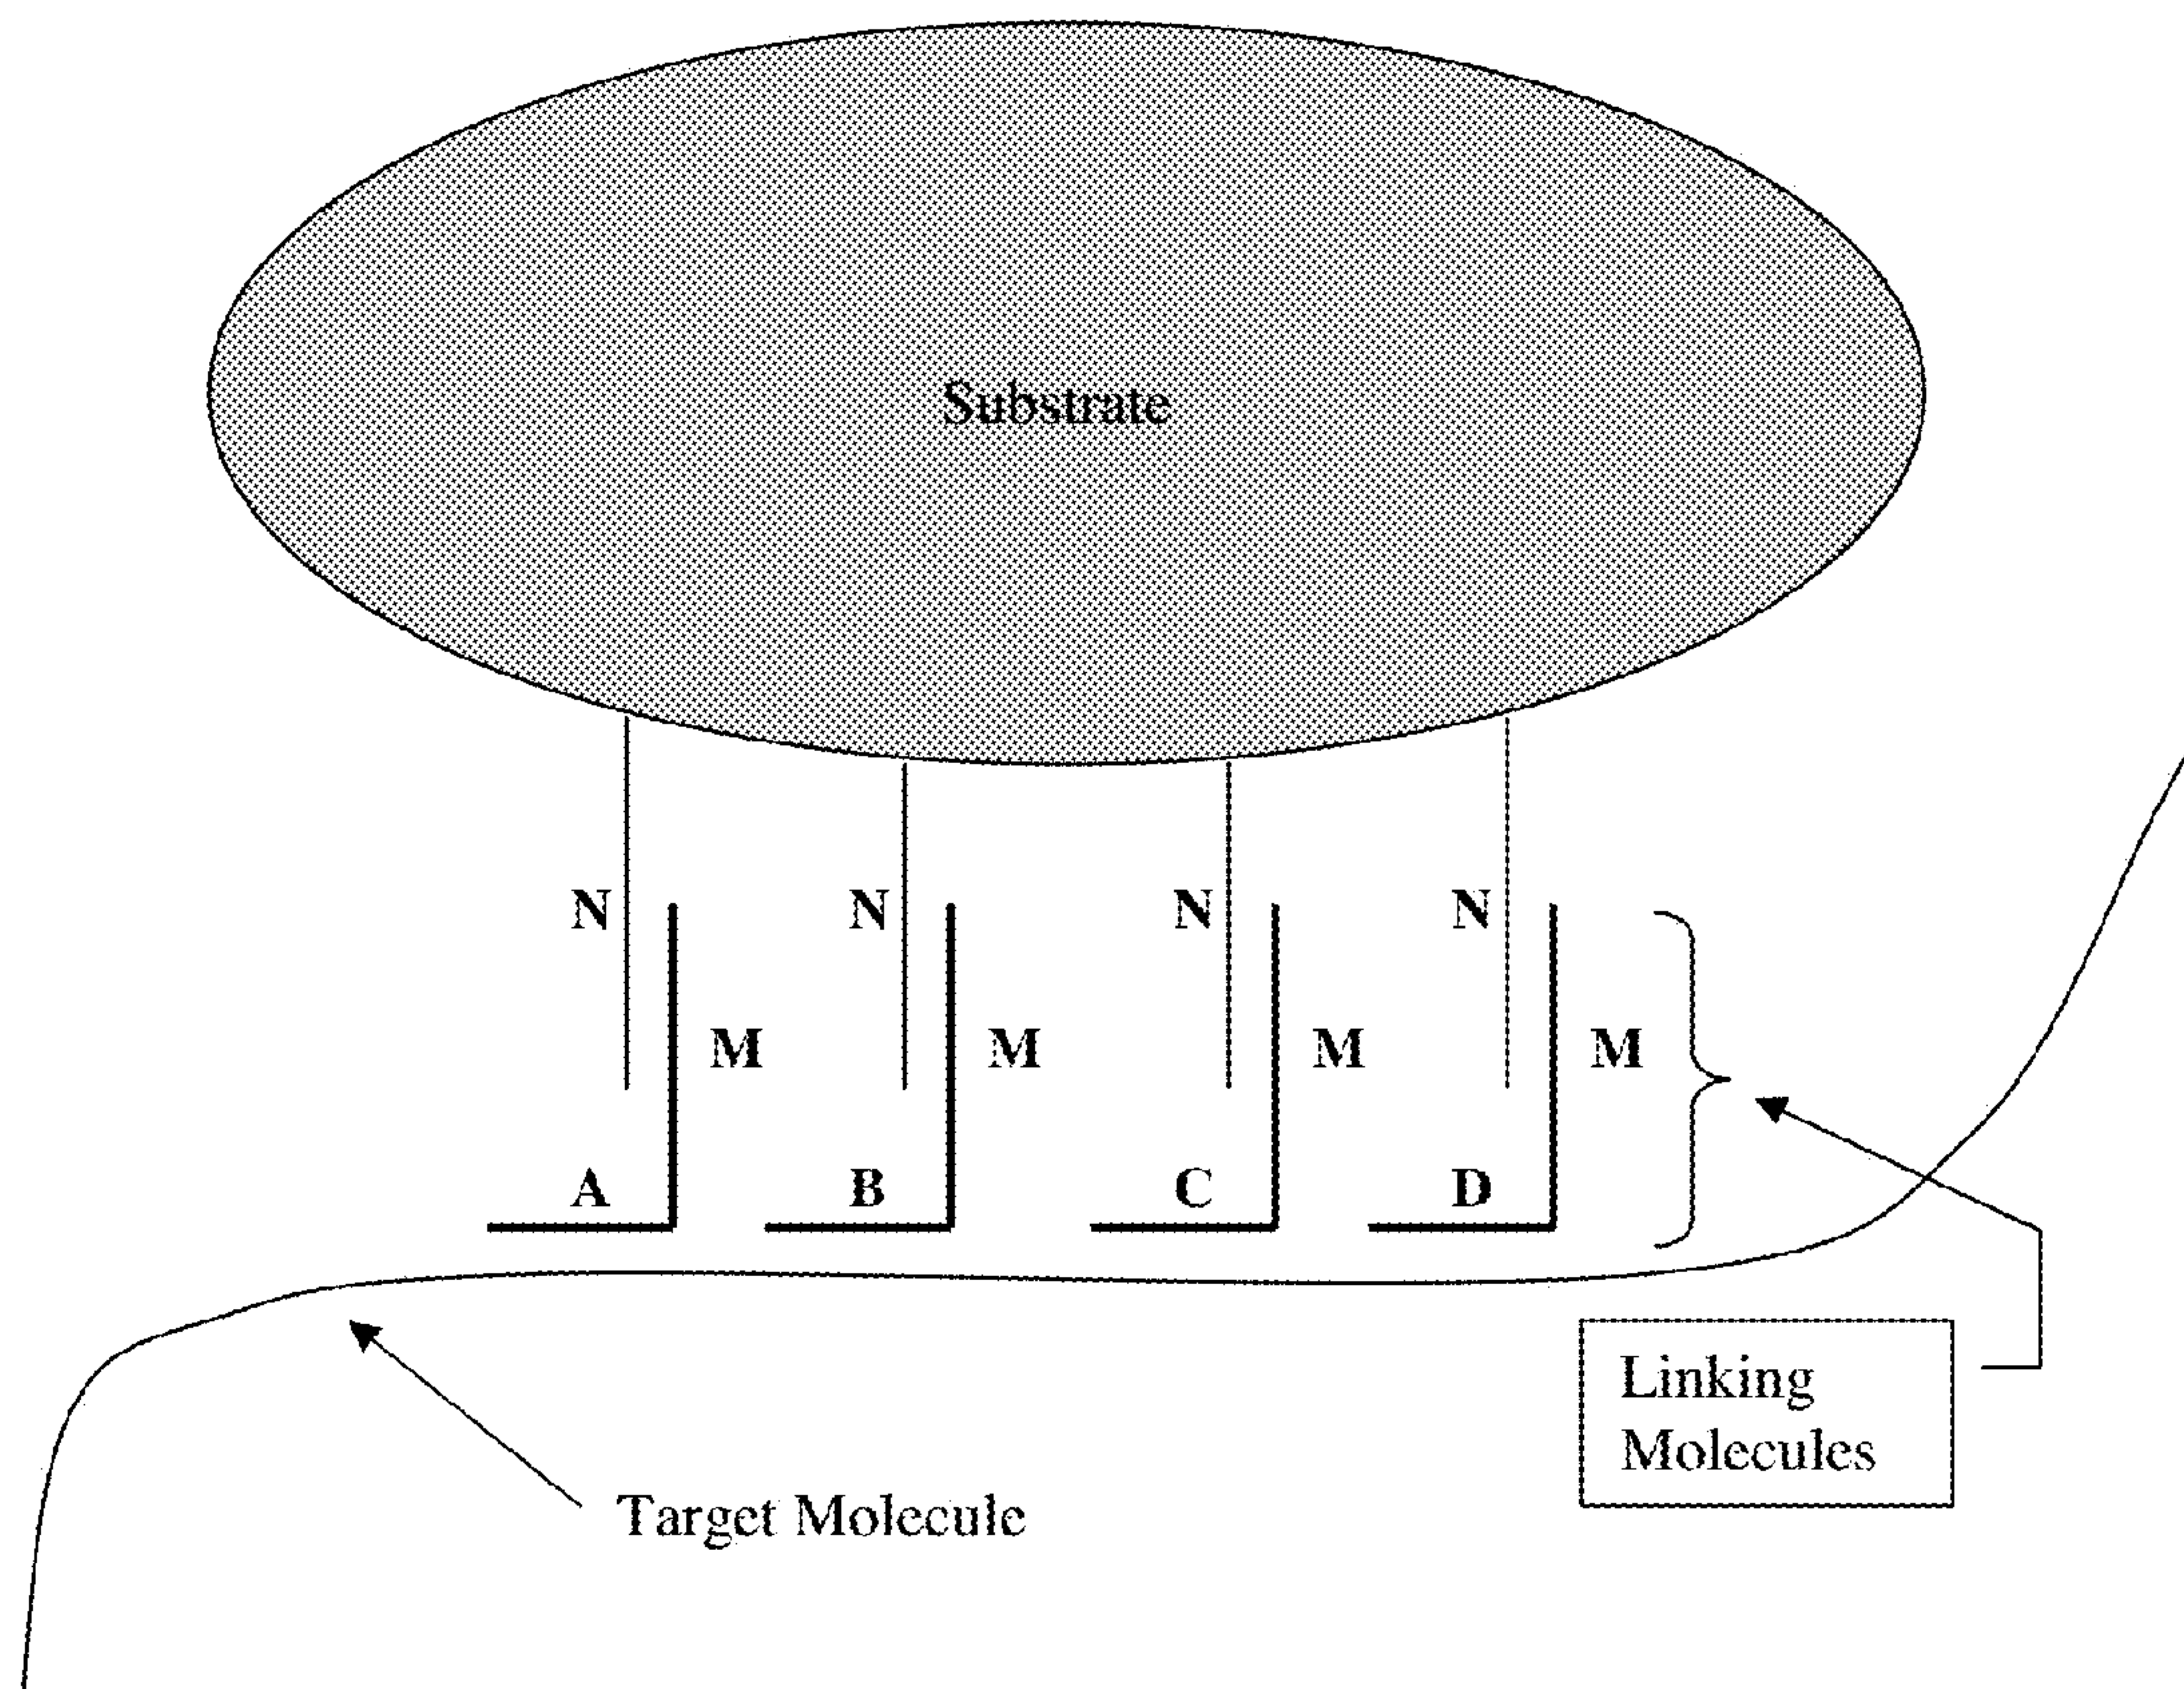 Substrate
N N N N
M M M M
A B C D
Linking
Molecules
Target Molecule